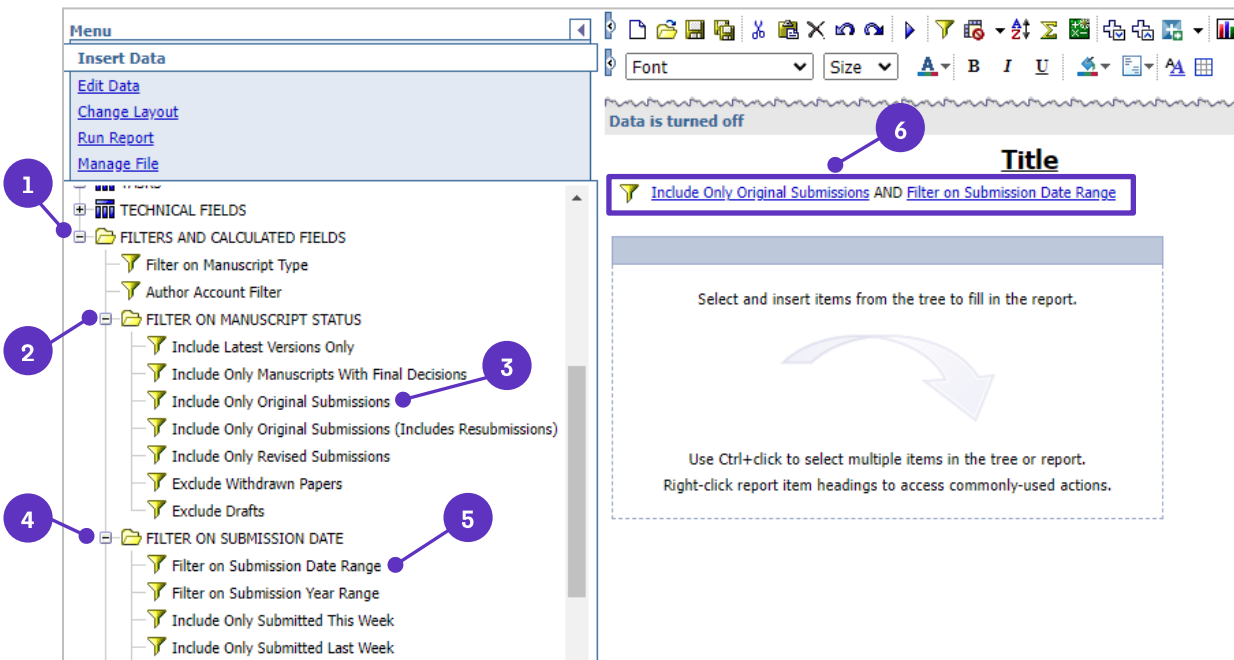 Menu
Insert Data
Edit Data
Change Layout
Run Report
Manage File
1
TASKS
TECHNICAL FIELDS
FILTERS AND CALCULATED FIELDS
Filter on Manuscript Type
Author Account Filter
2
FILTER ON MANUSCRIPT STATUS
Include Latest Versions Only
Include Only Manuscripts With Final Decisions
3
Include Only Original Submissions
Include Only Original Submissions (Includes Resubmissions)
Include Only Revised Submissions
Exclude Withdrawn Papers
Exclude Drafts
4
FILTER ON SUBMISSION DATE
5
Filter on Submission Date Range
Filter on Submission Year Range
Include Only Submitted This Week
Include Only Submitted Last Week
Font
Size
A
B
I
U
Data is turned off
6
Title
Include Only Original Submissions AND Filter on Submission Date Range
Select and insert items from the tree to fill in the report.
Use Ctrl+click to select multiple items in the tree or report.
Right-click report item headings to access commonly-used actions.